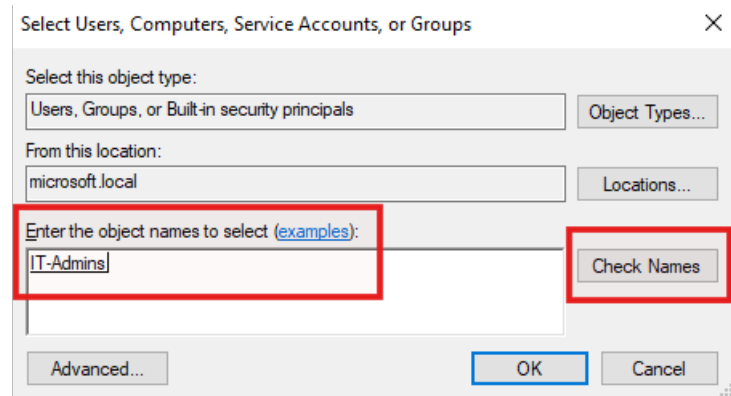 Select Users, Computers, Service Accounts, or Groups
Select this object type:
Users, Groups, or Built-in security principals
Object Types...
From this location:
microsoft.local
Locations...
Enter the object names to select (examples):
IT-Admins
Check Names
Advanced...
OK
Cancel